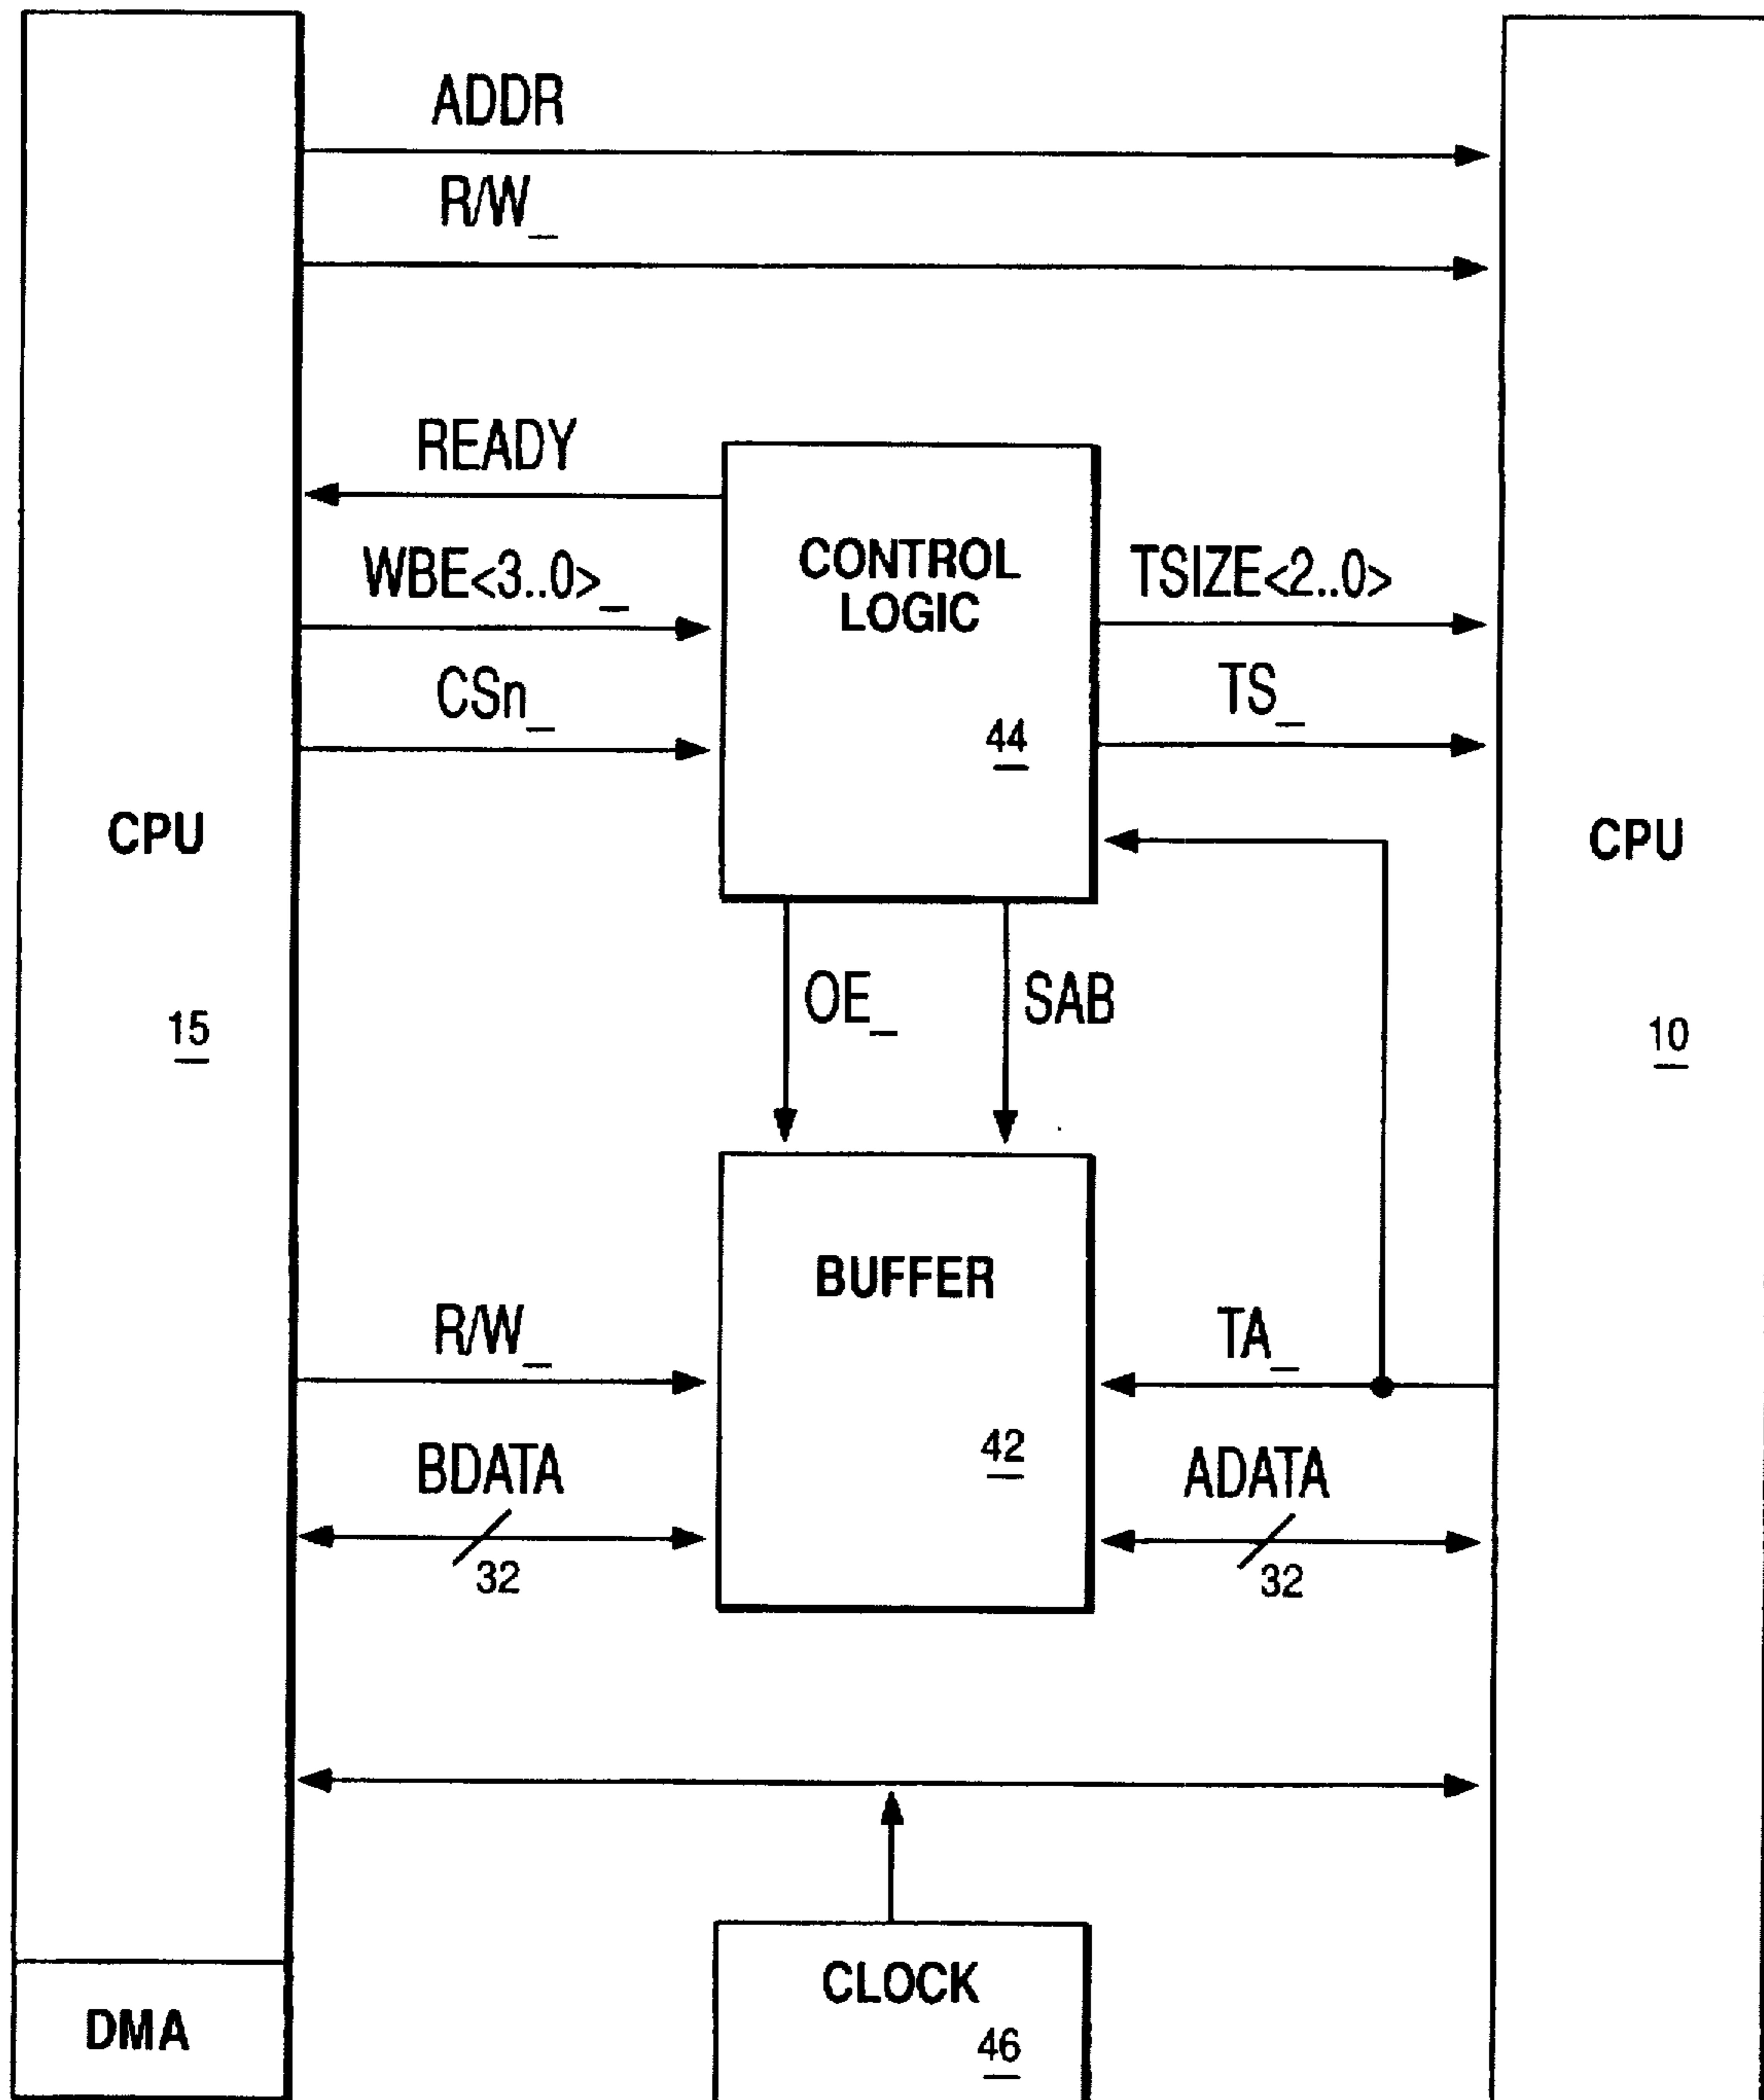 ADDR
R/W_
READY
WBE<3..0>_
CSn_
CONTROL
LOGIC
44
TSIZE<2..0>
TS_
CPU
15
CPU
10
OE_
SAB
BUFFER
42
R/W_
TA_
BDATA
32
ADATA
32
CLOCK
46
DMA